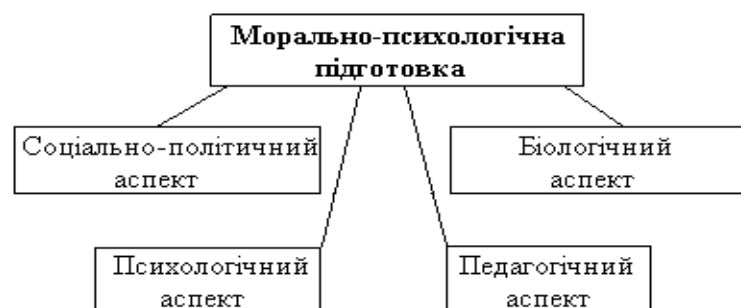 Морально-психологічна
підготовка
Соціально-політичний
аспект
Біологічний
аспект
Психологічний
аспект
Педагогічний
аспект